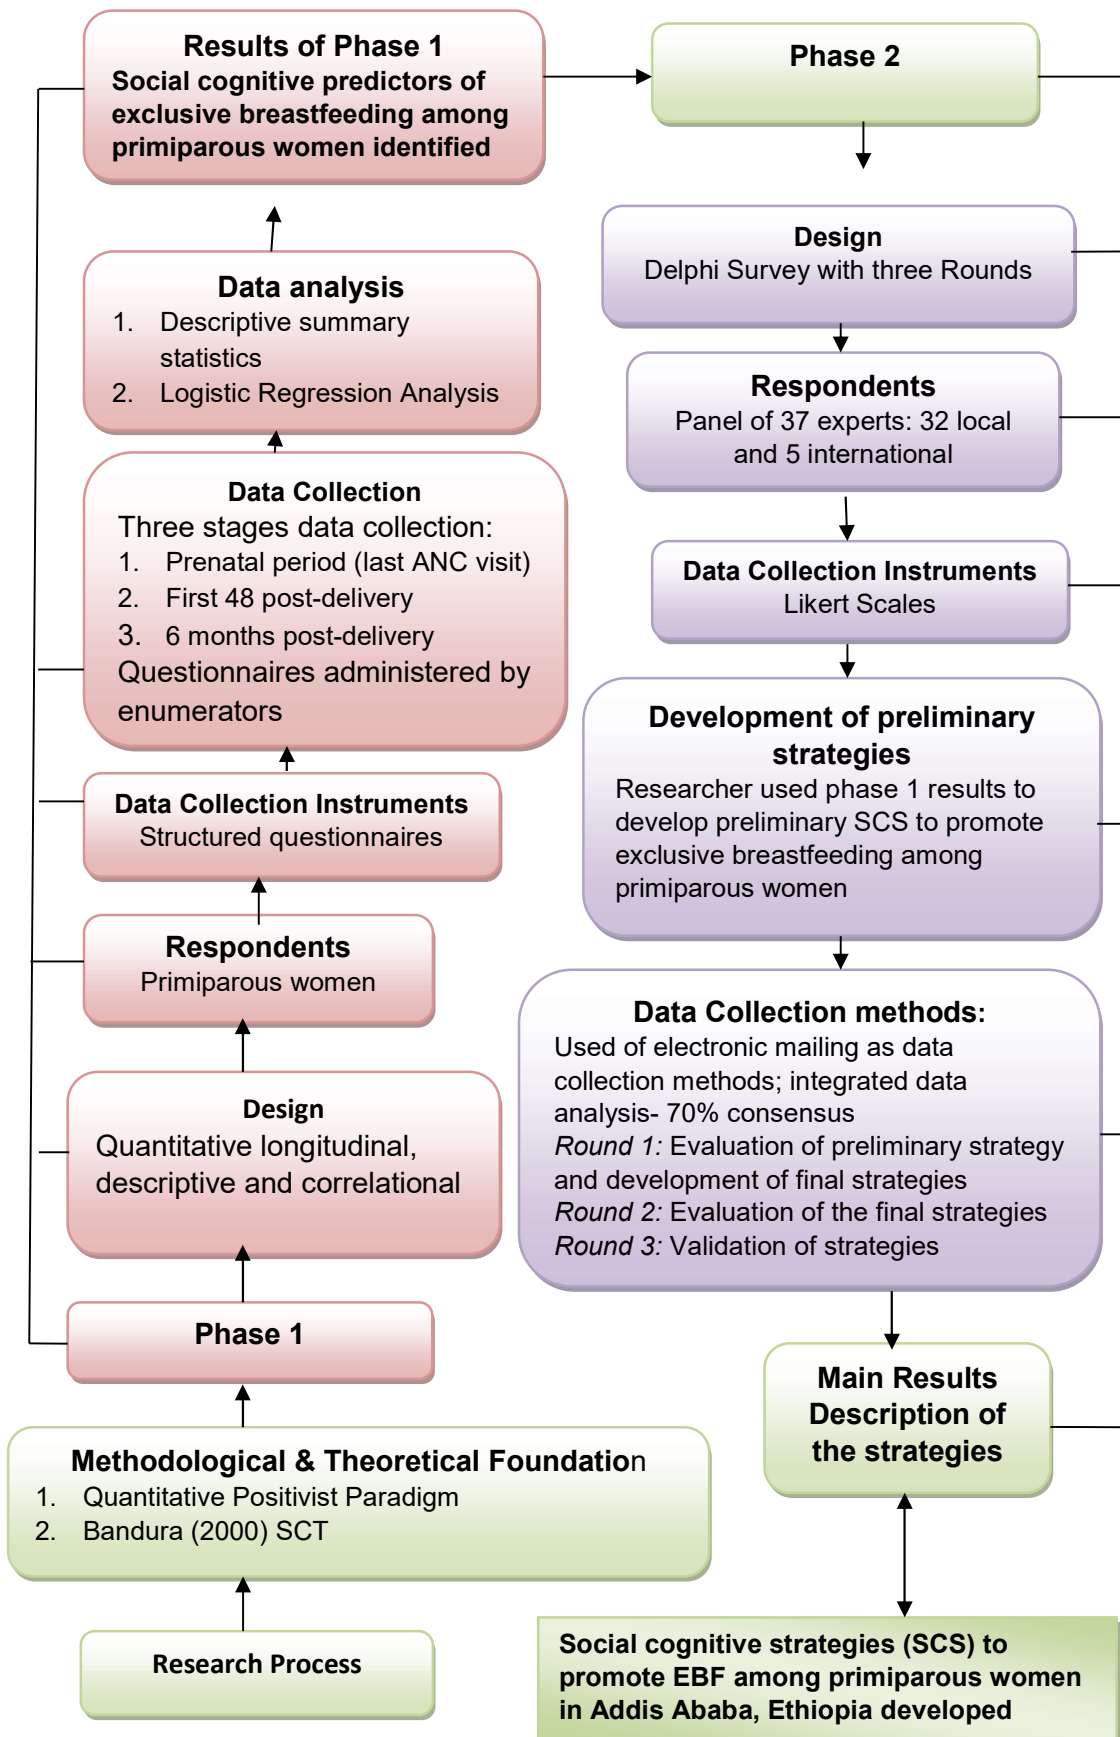 Results of Phase 1
Social cognitive predictors of
exclusive breastfeeding among
primiparous women identified
Data analysis
1. Descriptive summary
statistics
2. Logistic Regression Analysis
Data Collection
Three stages data collection:
1. Prenatal period (last ANC visit)
2. First 48 post-delivery
3. 6 months post-delivery
Questionnaires administered by
enumerators
Data Collection Instruments
Structured questionnaires
Respondents
Primiparous women
Design
Quantitative longitudinal,
descriptive and correlational
Phase 1
Methodological & Theoretical Foundation
1. Quantitative Positivist Paradigm
2. Bandura (2000) SCT
Research Process
Phase 2
Design
Delphi Survey with three Rounds
Respondents
Panel of 37 experts: 32 local
and 5 international
Data Collection Instruments
Likert Scales
Development of preliminary
strategies
Researcher used phase 1 results to
develop preliminary SCS to promote
exclusive breastfeeding among
primiparous women
Data Collection methods:
Used of electronic mailing as data
collection methods; integrated data
analysis- 70% consensus
Round 1: Evaluation of preliminary strategy
and development of final strategies
Round 2: Evaluation of the final strategies
Round 3: Validation of strategies
Main Results
Description of
the strategies
Social cognitive strategies (SCS) to
promote EBF among primiparous women
in Addis Ababa, Ethiopia developed